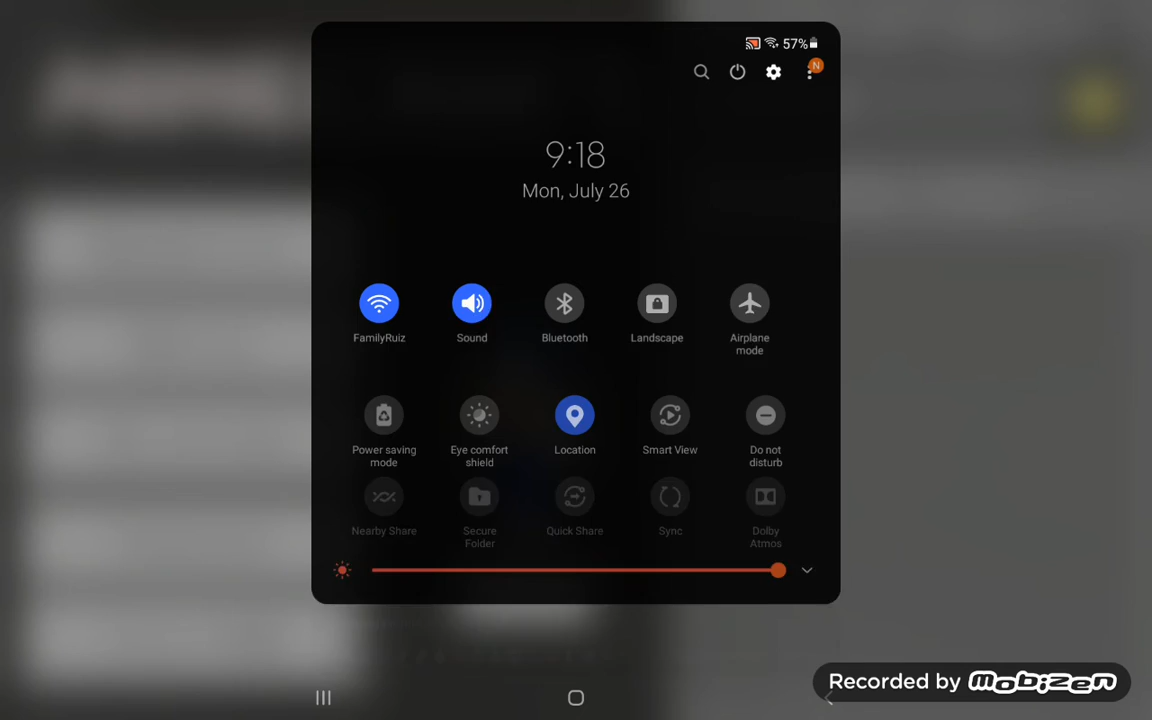 57%
N
9:18
Mon, July 26
FamilyRuiz
Sound
Bluetooth
Landscape
Airplane
mode
Power saving
mode
Eye comfort
shield
Location
Smart View
Do not
disturb
Nearby Share
Secure
Folder
Quick Share
Sync
Dolby
Atmos
Recorded by mobizen